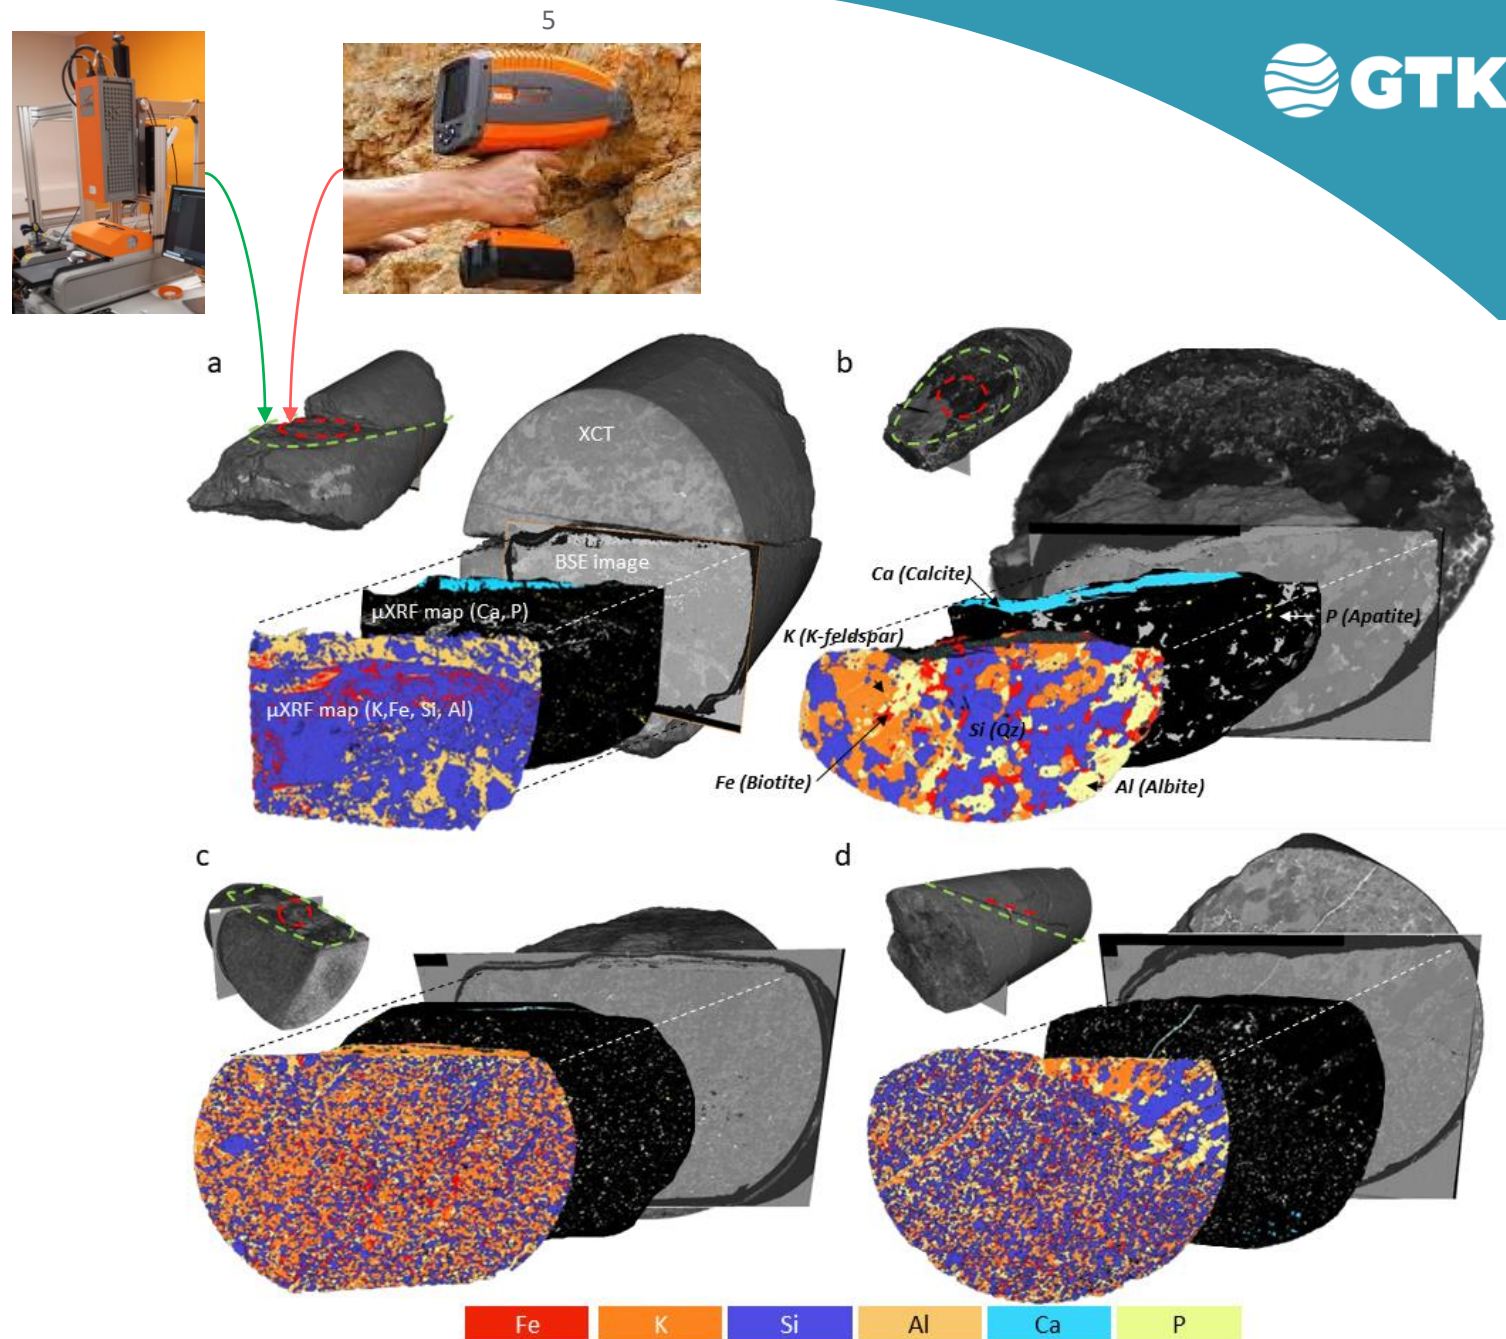 5
GTK
a
XCT
BSE image
μXRF map (Ca, P)
μXRF map (K,Fe, Si, Al)
b
Ca (Calcite)
K (K-feldspar)
P (Apatite)
Si (Qz)
Fe (Biotite)
Al (Albite)
c
d
Fe K Si Al Ca P